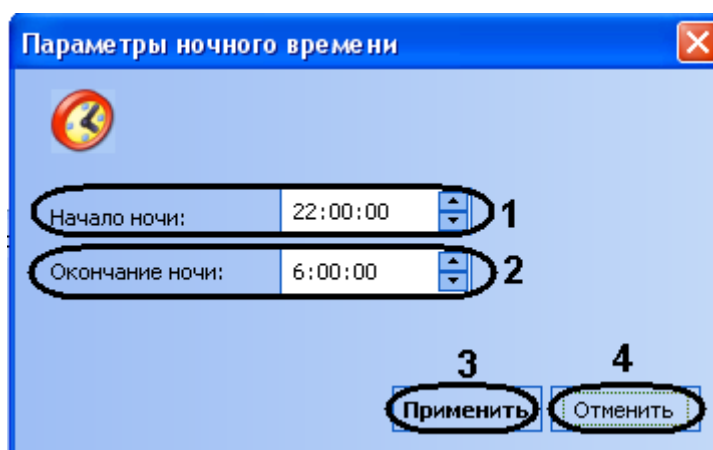 Параметры ночного времени
Начало ночи: 22:00:00 1
Окончание ночи: 6:00:00 2
3 4
Применить Отменить